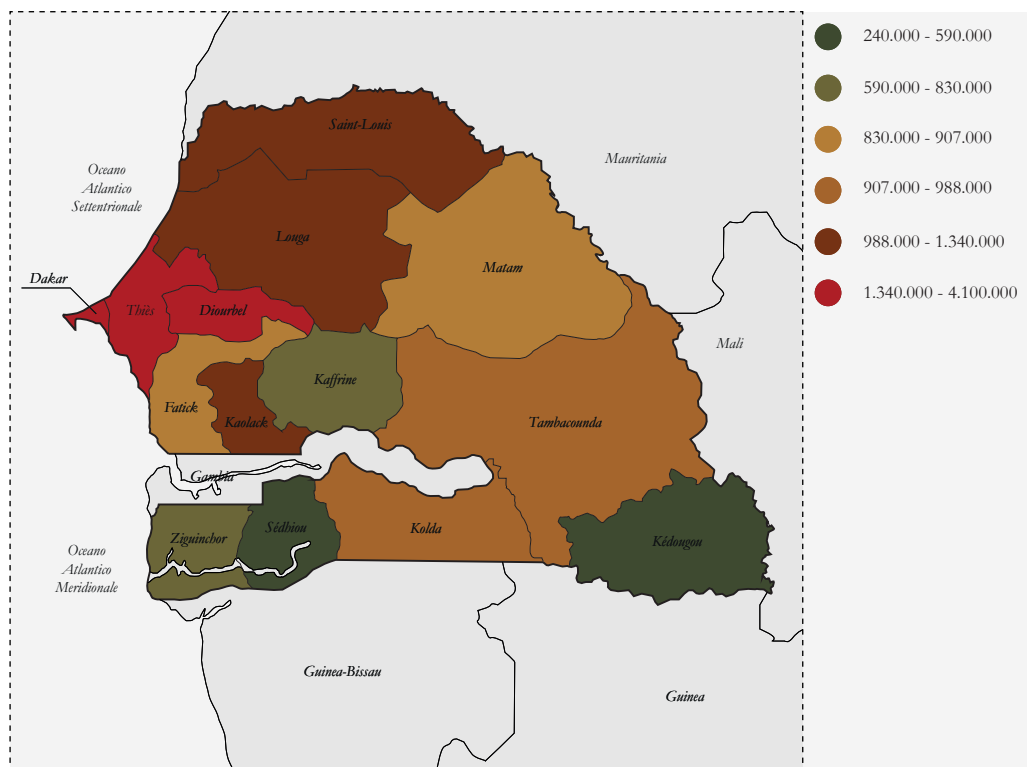 240.000 - 590.000
590.000 - 830.000
830.000 - 907.000
907.000 - 988.000
988.000 - 1.340.000
1.340.000 - 4.100.000
Saint-Louis
Mauritania
Oceano
Atlantico
Settentrionale
Louga
Matam
Dakar
Thiès
Diourbel
Mali
Kaffrine
Fatick
Kaolack
Tambacounda
Gambia
Sédhiou
Kolda
Ziguinchor
Kédougou
Oceano
Atlantico
Meridionale
Guinea-Bissau
Guinea